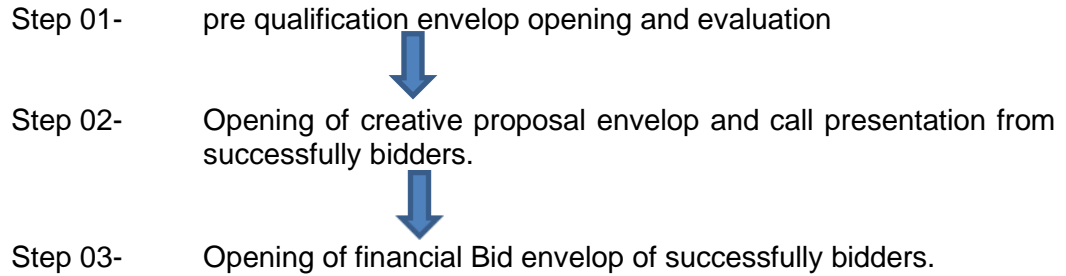 Step 01- pre qualification envelop opening and evaluation
Step 02- Opening of creative proposal envelop and call presentation from
successfully bidders.
Step 03- Opening of financial Bid envelop of successfully bidders.